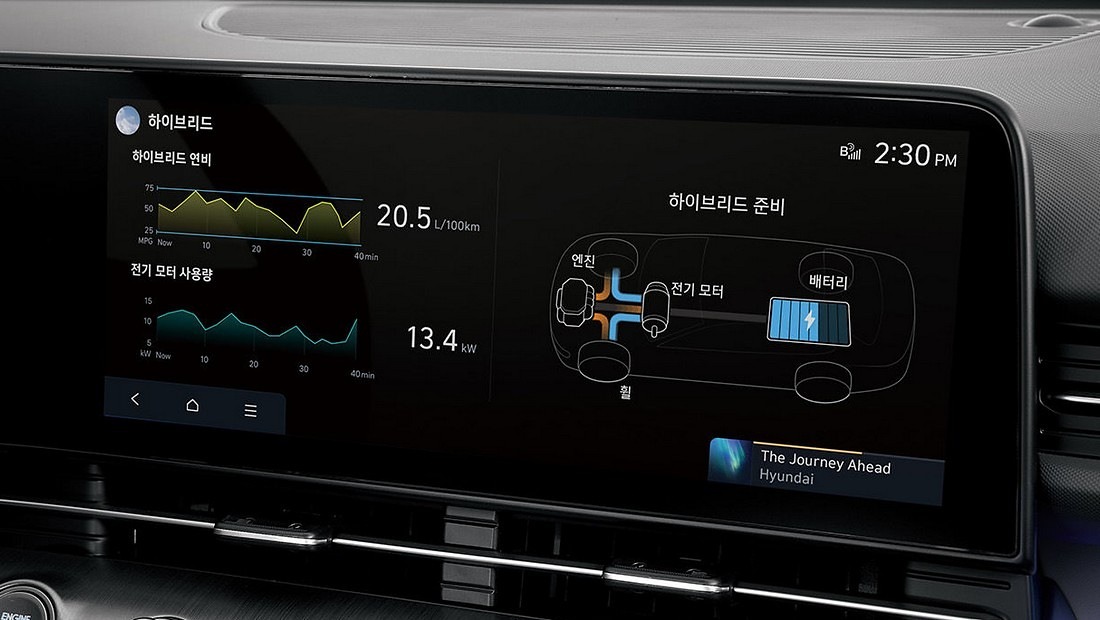 하이브리드
하이브리드 연비
75
50
25
MPG Now 10 20 30 40min
20.5 L/100km
전기 모터 사용량
15
10
5
kW Now 10 20 30 40min
13.4 kW
B 2:30 PM
하이브리드 준비
엔진
전기 모터
배터리
휠
The Journey Ahead
Hyundai
ENGINE